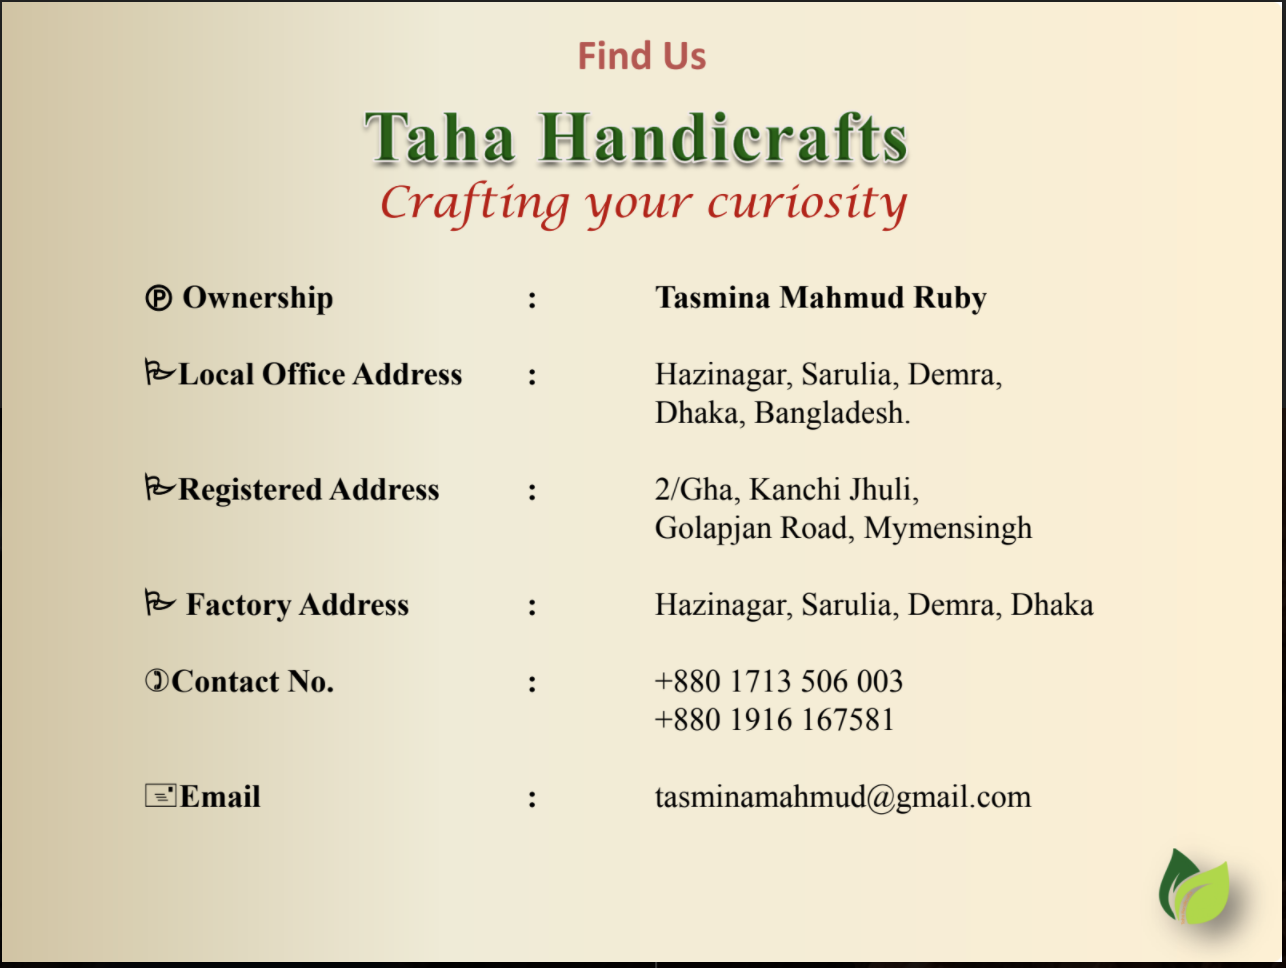 Find Us
Taha Handicrafts
Crafting your curiosity
Ⓟ Ownership : Tasmina Mahmud Ruby
Local Office Address : Hazinagar, Sarulia, Demra,
Dhaka, Bangladesh.
Registered Address : 2/Gha, Kanchi Jhuli,
Golapjan Road, Mymensingh
Factory Address : Hazinagar, Sarulia, Demra, Dhaka
Contact No. : +880 1713 506 003
+880 1916 167581
Email : tasminamahmud@gmail.com